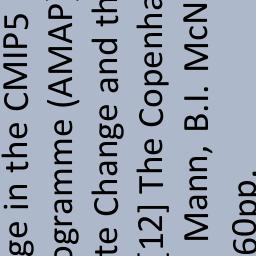 ge in the CMIP5
ogramme (AMAP)
te Change and th
[12] The Copenha
Mann, B.I. McN
60pp.